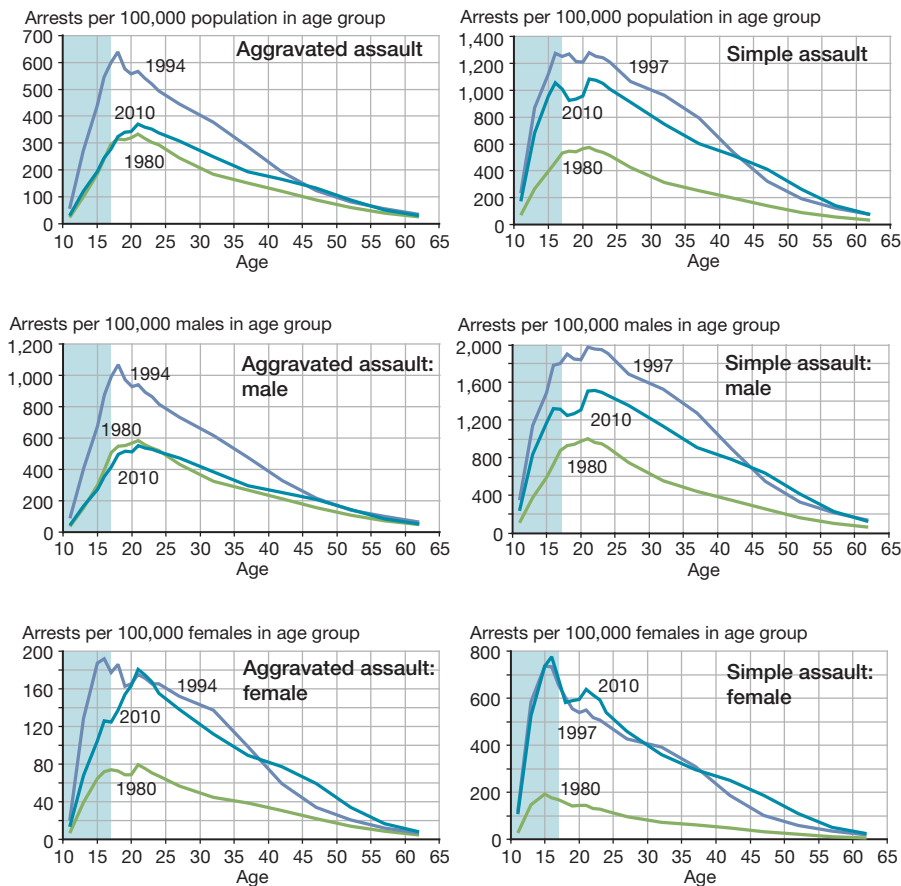 Arrests per 100,000 population in age group
Aggravated assault
700
600
500
400
300
200
100
0
1994
2010
1980
10 15 20 25 30 35 40 45 50 55 60 65
Age
Arrests per 100,000 population in age group
Simple assault
1,400
1,200
1,000
800
600
400
200
0
1997
2010
1980
10 15 20 25 30 35 40 45 50 55 60 65
Age
Arrests per 100,000 males in age group
Aggravated assault:
male
1,200
1,000
800
600
400
200
0
1994
1980
2010
10 15 20 25 30 35 40 45 50 55 60 65
Age
Arrests per 100,000 males in age group
Simple assault:
male
2,000
1,600
1,200
800
400
0
1997
2010
1980
10 15 20 25 30 35 40 45 50 55 60 65
Age
Arrests per 100,000 females in age group
Aggravated assault:
female
200
160
120
80
40
0
1994
2010
1980
10 15 20 25 30 35 40 45 50 55 60 65
Age
Arrests per 100,000 females in age group
Simple assault:
female
800
600
400
200
0
2010
1997
1980
10 15 20 25 30 35 40 45 50 55 60 65
Age